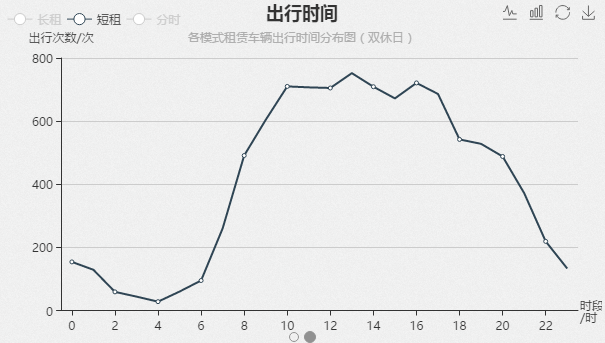 出行时间
长租 短租 分时
出行次数/次
各模式租赁车辆出行时间分布图（双休日）
800
600
400
200
0
0 2 4 6 8 10 12 14 16 18 20 22
时段
/时